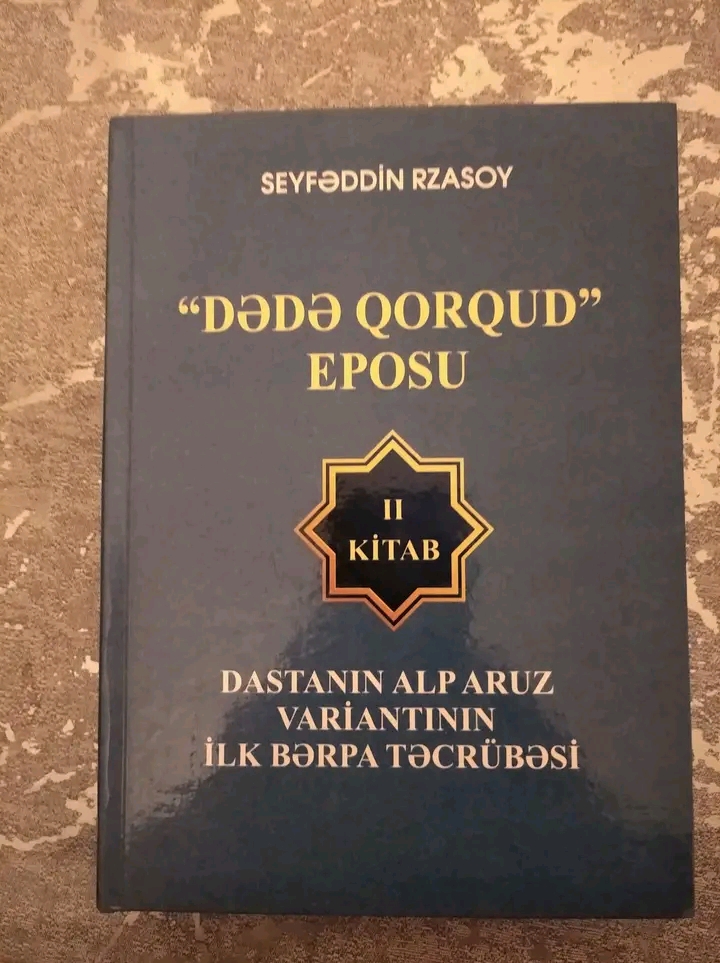 SEYFƏDDİN RZASOY
“DƏDƏ QORQUD”
EPOSU
II
KİTAB
DASTANIN ALP ARUZ
VARİANTININ
İLK BƏRPA TƏCRÜBƏSİ